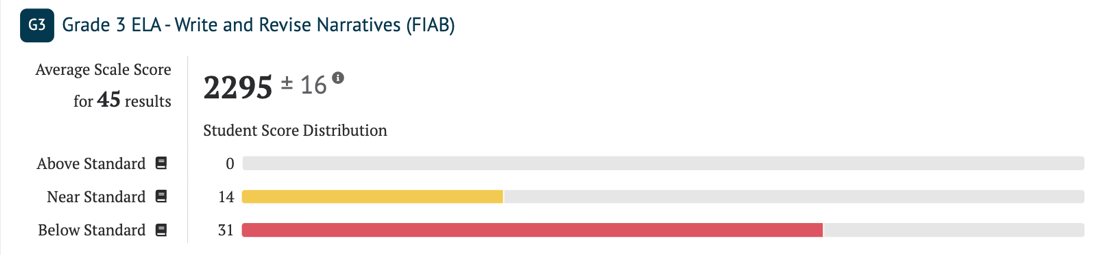 G3 Grade 3 ELA - Write and Revise Narratives (FIAB)
Average Scale Score
for 45 results
2295 ± 16
Student Score Distribution
Above Standard 0
Near Standard 14
Below Standard 31